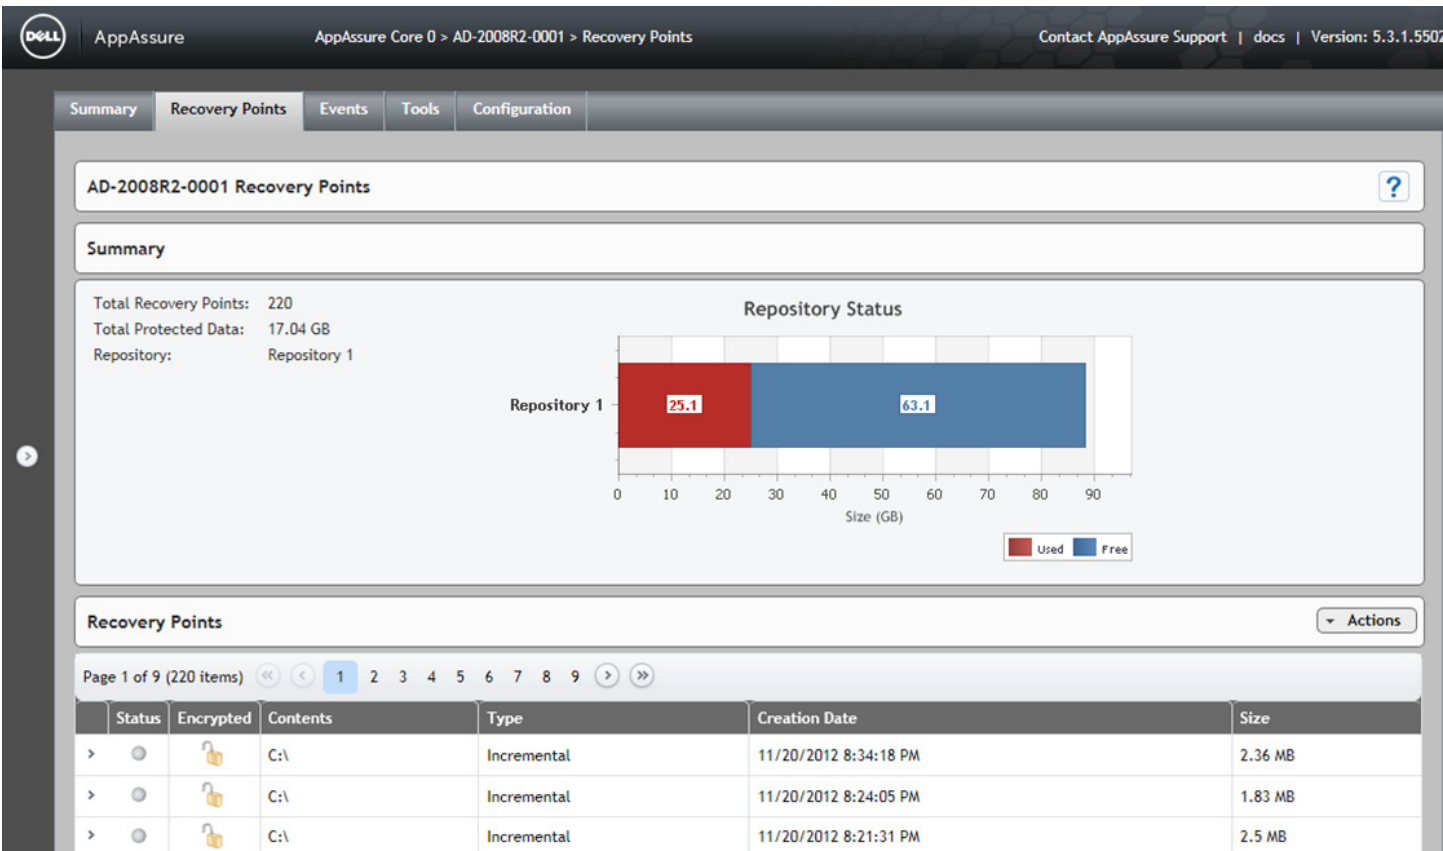 DELL AppAssure AppAssure Core 0 > AD-2008R2-0001 > Recovery Points Contact AppAssure Support | docs | Version: 5.3.1.5502
Summary Recovery Points Events Tools Configuration
AD-2008R2-0001 Recovery Points ?
Summary
Total Recovery Points: 220
Total Protected Data: 17.04 GB
Repository: Repository 1
Repository Status
Repository 1 25.1 63.1
0 10 20 30 40 50 60 70 80 90
Size (GB)
Used Free
Recovery Points Actions
Page 1 of 9 (220 items) 1 2 3 4 5 6 7 8 9
Status Encrypted Contents Type Creation Date Size
C:\ Incremental 11/20/2012 8:34:18 PM 2.36 MB
C:\ Incremental 11/20/2012 8:24:05 PM 1.83 MB
C:\ Incremental 11/20/2012 8:21:31 PM 2.5 MB